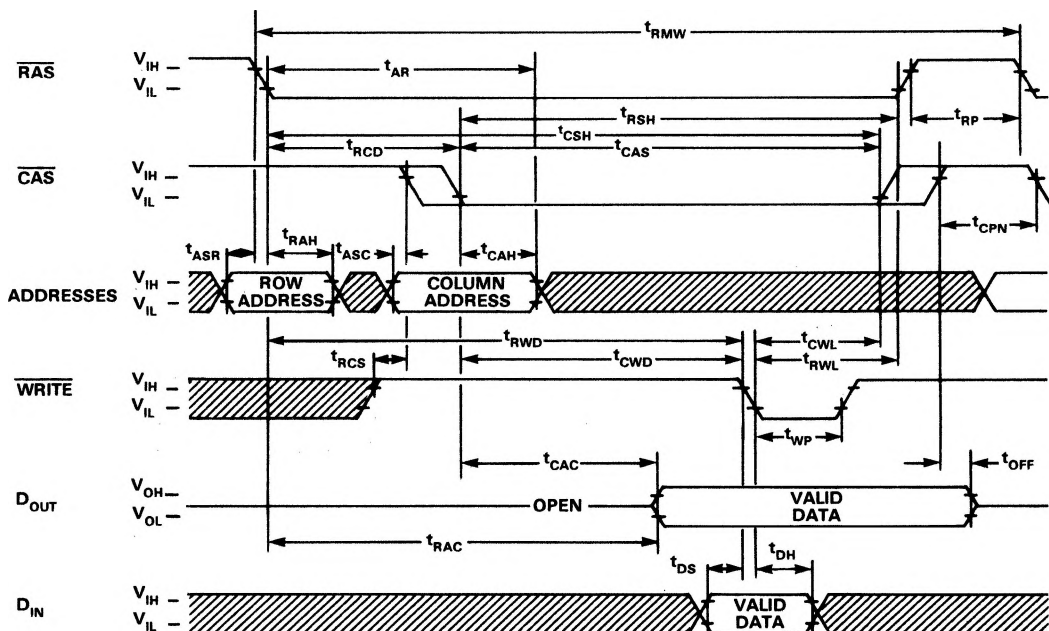 tRMW
RAS
VIH
VIL
tAR
tRSH
tRP
tCSH
tRCD
tCAS
CAS
VIH
VIL
tCPN
tASR
tRAH
tASC
tCAH
ADDRESSES
VIH
VIL
ROW ADDRESS
COLUMN ADDRESS
tRWD
tCWL
tRCS
tCWD
tRWL
WRITE
VIH
VIL
tWP
tCAC
tOFF
DOUT
VOH
VOL
OPEN
VALID DATA
tRAC
tDS
tDH
DIN
VIH
VIL
VALID DATA